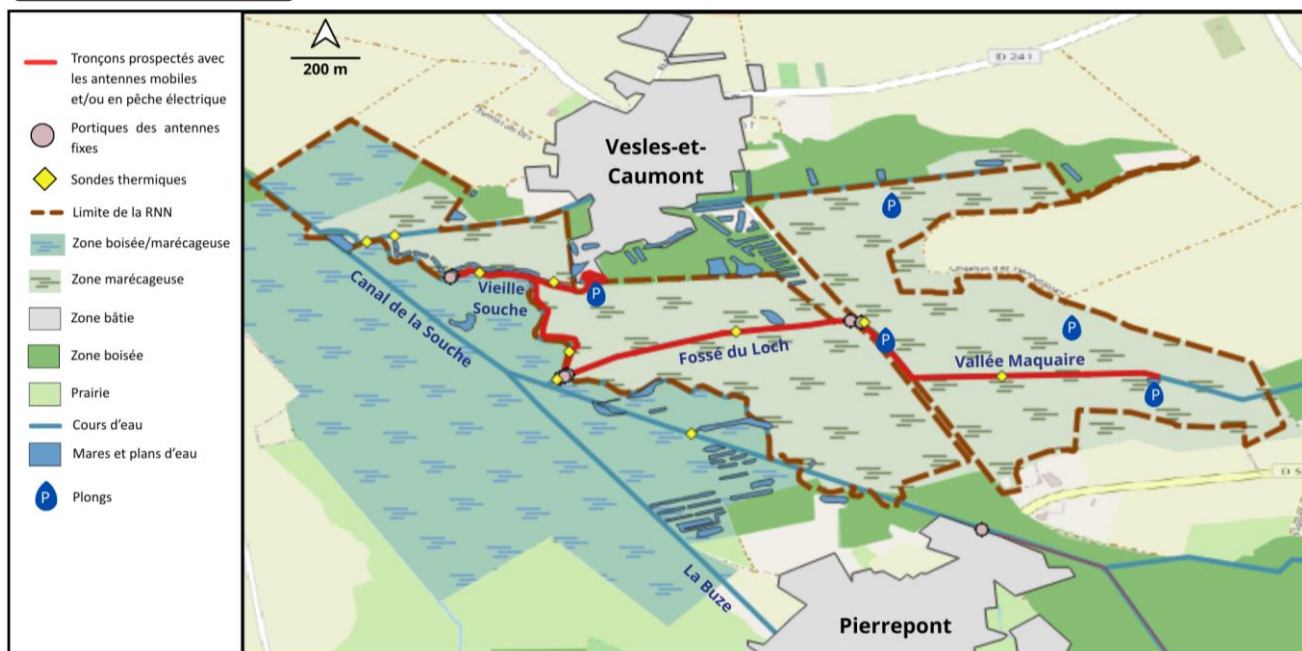 Tronçons prospectés avec
les antennes mobiles
et/ou en pêche électrique
Portiques des antennes
fixes
Sondes thermiques
Limite de la RNN
Zone boisée/marécageuse
Zone marécageuse
Zone bâtie
Zone boisée
Prairie
Cours d'eau
Mares et plans d'eau
P
Plongs
200 m
D 241
Vesles-et-
Caumont
P
P
P
P
P
Canal de la Souche
Vieille
Souche
Fossé du Loch
Vallée Maquaire
La Buze
Pierrepont